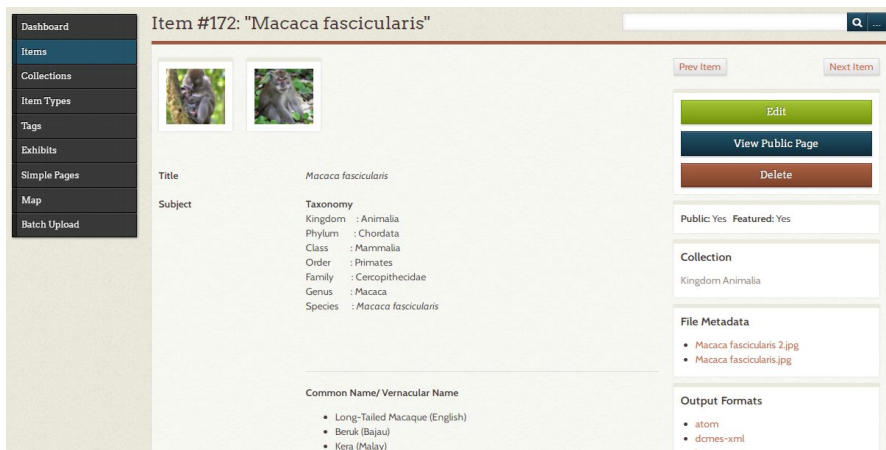 Dashboard
Items
Collections
Item Types
Tags
Exhibits
Simple Pages
Map
Batch Upload
Item #172: "Macaca fascicularis"
...
Title
Macaca fascicularis
Subject
Taxonomy
Kingdom : Animalia
Phylum : Chordata
Class : Mammalia
Order : Primates
Family : Cercopithecidae
Genus : Macaca
Species : Macaca fascicularis
Common Name/ Vernacular Name
Long-Tailed Macaque (English)
Beruk (Bajau)
Kera (Malay)
Prev Item
Next Item
Edit
View Public Page
Delete
Public: Yes Featured: Yes
Collection
Kingdom Animalia
File Metadata
Macaca fascicularis 2.jpg
Macaca fascicularis.jpg
Output Formats
atom
dcmes-xml